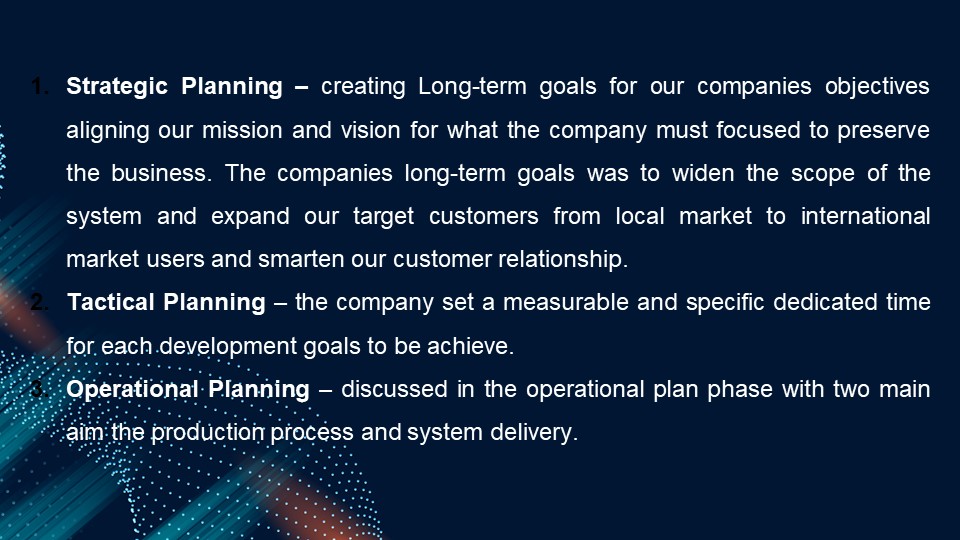 1. Strategic Planning – creating Long-term goals for our companies objectives
aligning our mission and vision for what the company must focused to preserve
the business. The companies long-term goals was to widen the scope of the
system and expand our target customers from local market to international
market users and smarten our customer relationship.
2. Tactical Planning – the company set a measurable and specific dedicated time
for each development goals to be achieve.
3. Operational Planning – discussed in the operational plan phase with two main
aim the production process and system delivery.